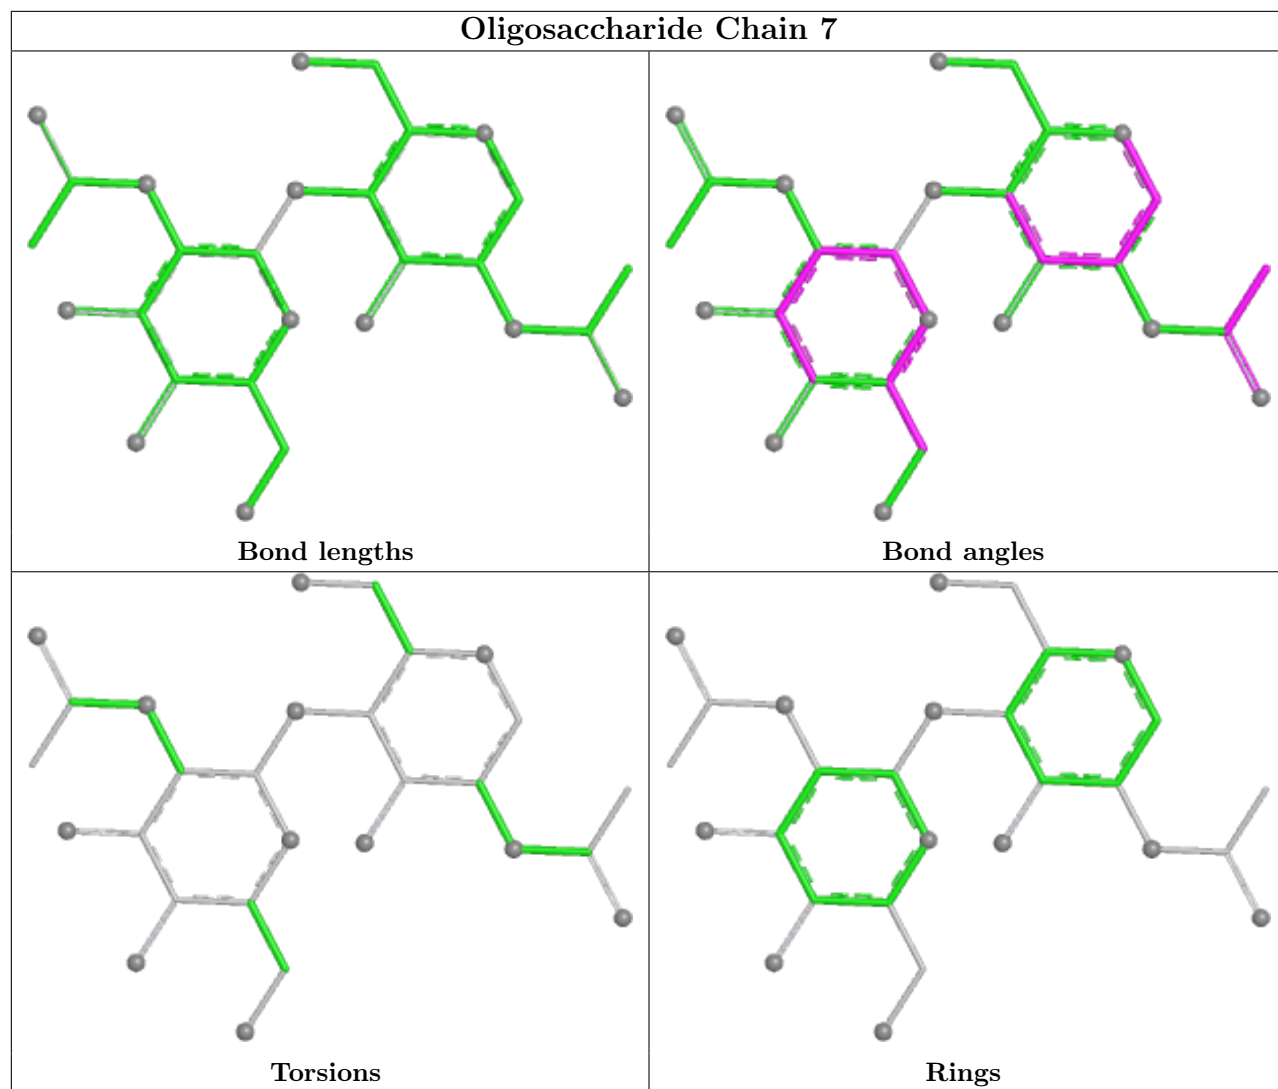 Oligosaccharide Chain 7
Bond lengths
Bond angles
Torsions
Rings